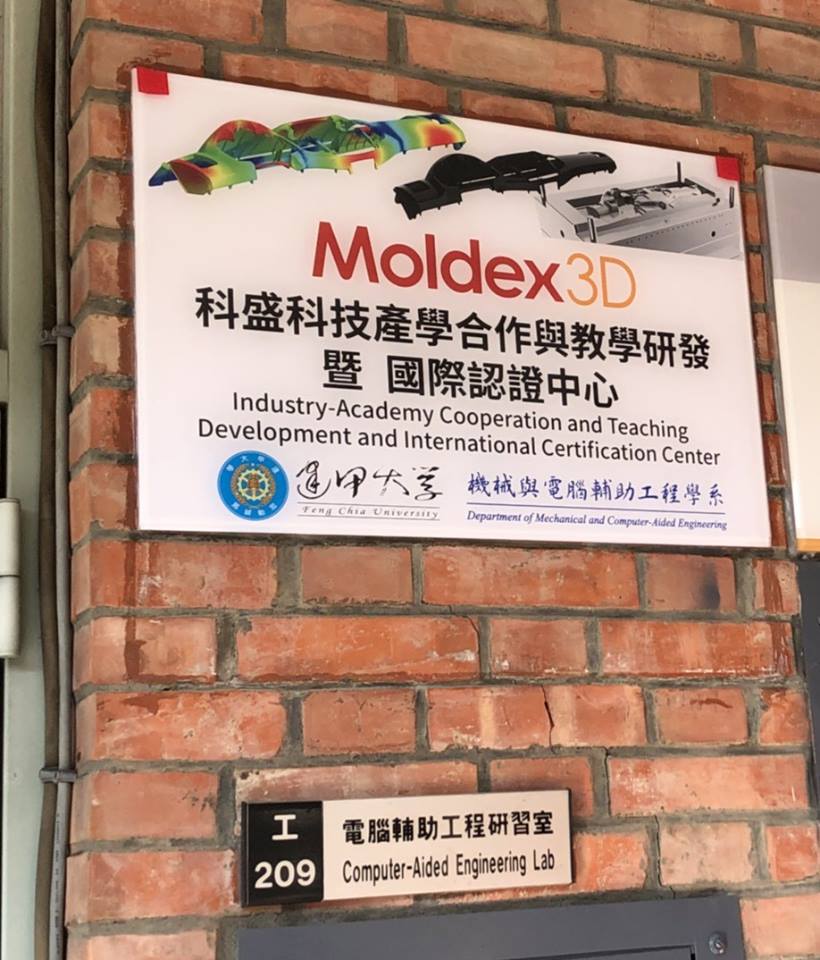 Moldex3D
科盛科技產學合作與教學研發
暨 國際認證中心
Industry-Academy Cooperation and Teaching
Development and International Certification Center
逢甲大學
Feng Chia University
機械與電腦輔助工程學系
Department of Mechanical and Computer-Aided Engineering
工
209
電腦輔助工程研習室
Computer-Aided Engineering Lab